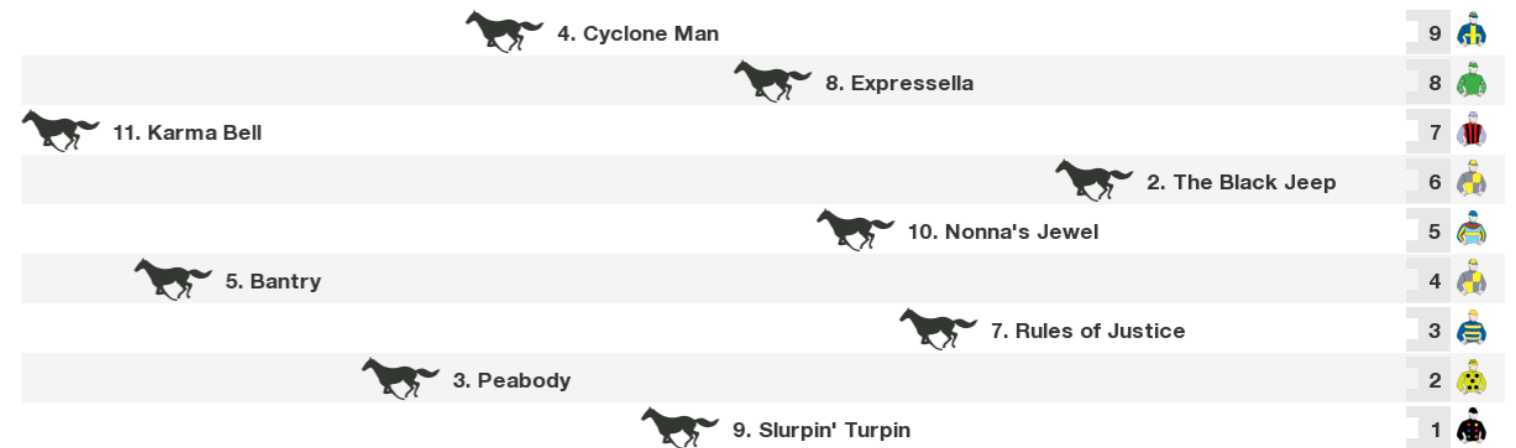 4. Cyclone Man 9
8. Expressella 8
11. Karma Bell 7
2. The Black Jeep 6
10. Nonna's Jewel 5
5. Bantry 4
7. Rules of Justice 3
3. Peabody 2
9. Slurpin' Turpin 1